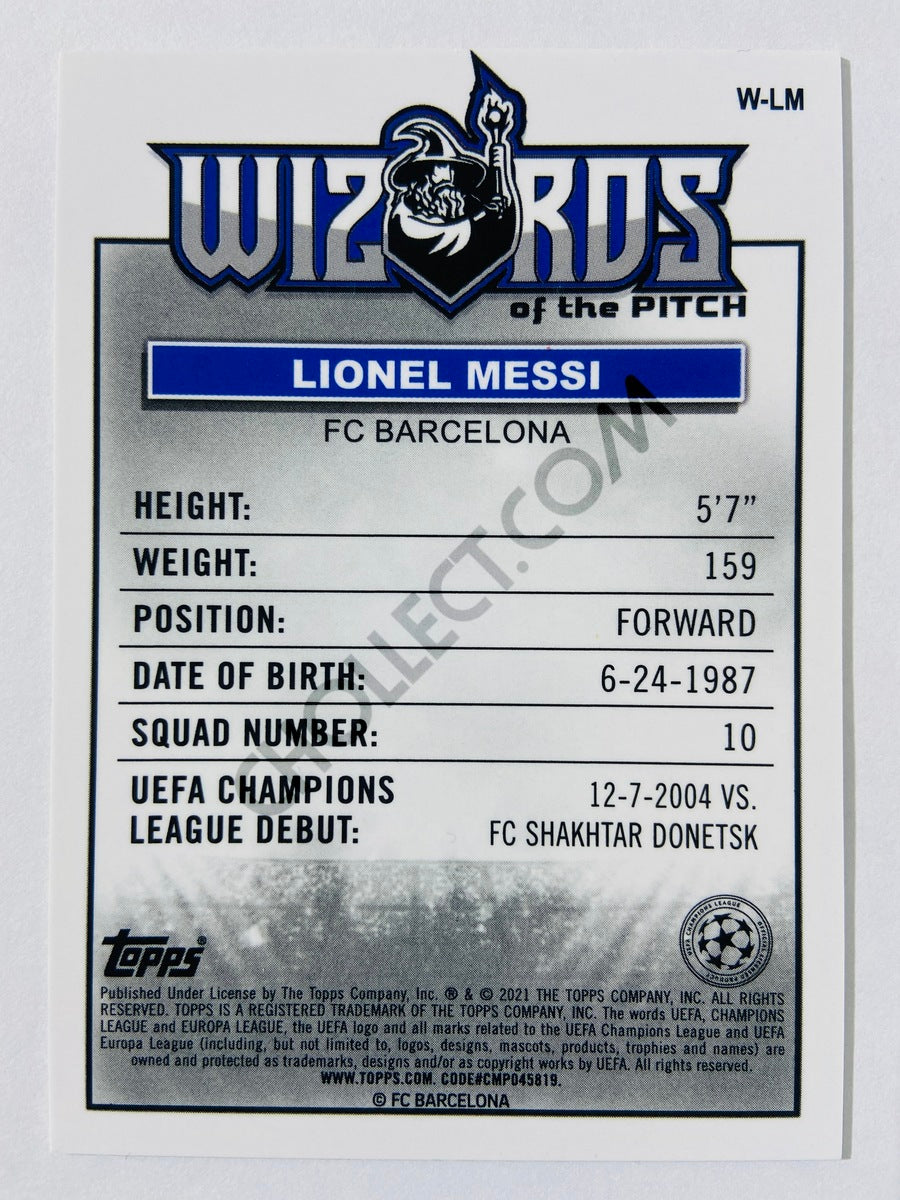 W-LM
WIZARDS
of the PITCH
LIONEL MESSI
FC BARCELONA
HEIGHT: 5'7"
WEIGHT: 159
POSITION: FORWARD
DATE OF BIRTH: 6-24-1987
SQUAD NUMBER: 10
UEFA CHAMPIONS 12-7-2004 VS.
LEAGUE DEBUT: FC SHAKHTAR DONETSK
CHOLLECT.COM
topps®
UEFA CHAMPIONS LEAGUE OFFICIAL LICENSED PRODUCT
Published Under License by The Topps Company, Inc. ® & © 2021 THE TOPPS COMPANY, INC. ALL RIGHTS
RESERVED. TOPPS IS A REGISTERED TRADEMARK OF THE TOPPS COMPANY, INC. The words UEFA, CHAMPIONS
LEAGUE and EUROPA LEAGUE, the UEFA logo and all marks related to the UEFA Champions League and UEFA
Europa League (including, but not limited to, logos, designs, mascots, products, trophies and names) are
owned and protected as trademarks, designs and/or as copyright works by UEFA. All rights reserved.
WWW.TOPPS.COM. CODE#CMP045819.
© FC BARCELONA